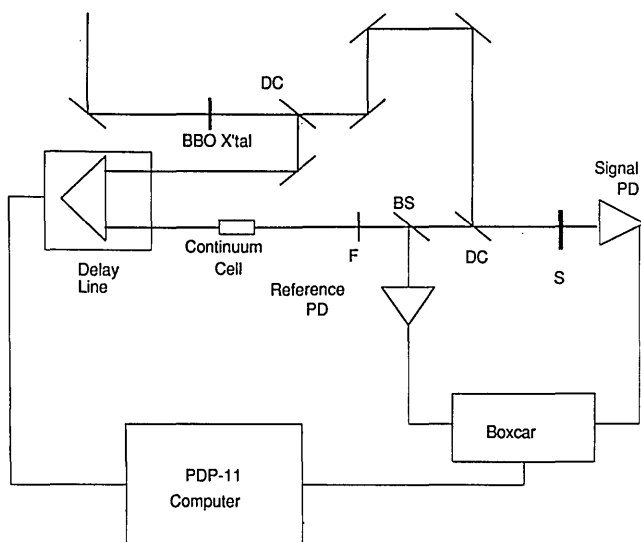 DC
BBO X'tal
Signal
PD
BS
Continuum
Cell
F
DC
S
Delay
Line
Reference
PD
Boxcar
PDP-11
Computer